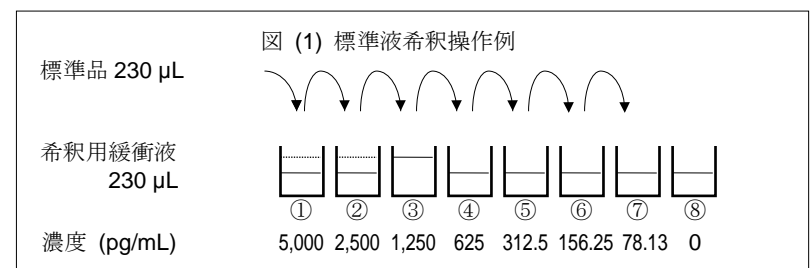 図 (1) 標準液希釈操作例
標準品 230 µL
希釈用緩衝液
230 µL
① ② ③ ④ ⑤ ⑥ ⑦ ⑧
濃度 (pg/mL) 5,000 2,500 1,250 625 312.5 156.25 78.13 0